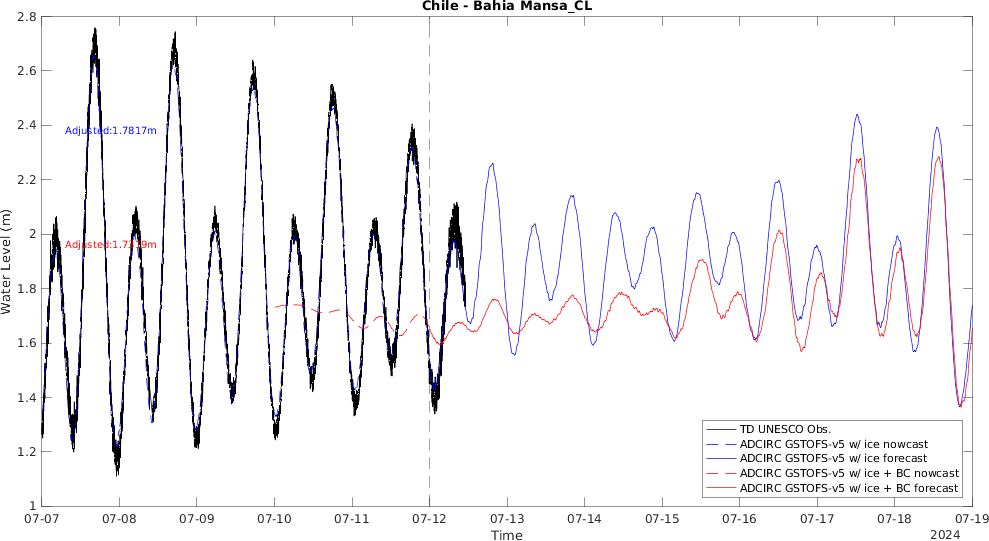 Chile - Bahia Mansa_CL
2.8
2.6
2.4
2.2
2
1.8
1.6
1.4
1.2
1
Water Level (m)
Adjusted:1.7817m
Adjusted:1.7319m
TD UNESCO Obs.
ADCIRC GSTOFS-v5 w/ ice nowcast
ADCIRC GSTOFS-v5 w/ ice forecast
ADCIRC GSTOFS-v5 w/ ice + BC nowcast
ADCIRC GSTOFS-v5 w/ ice + BC forecast
07-07 07-08 07-09 07-10 07-11 07-12 07-13 07-14 07-15 07-16 07-17 07-18 07-19
Time
2024